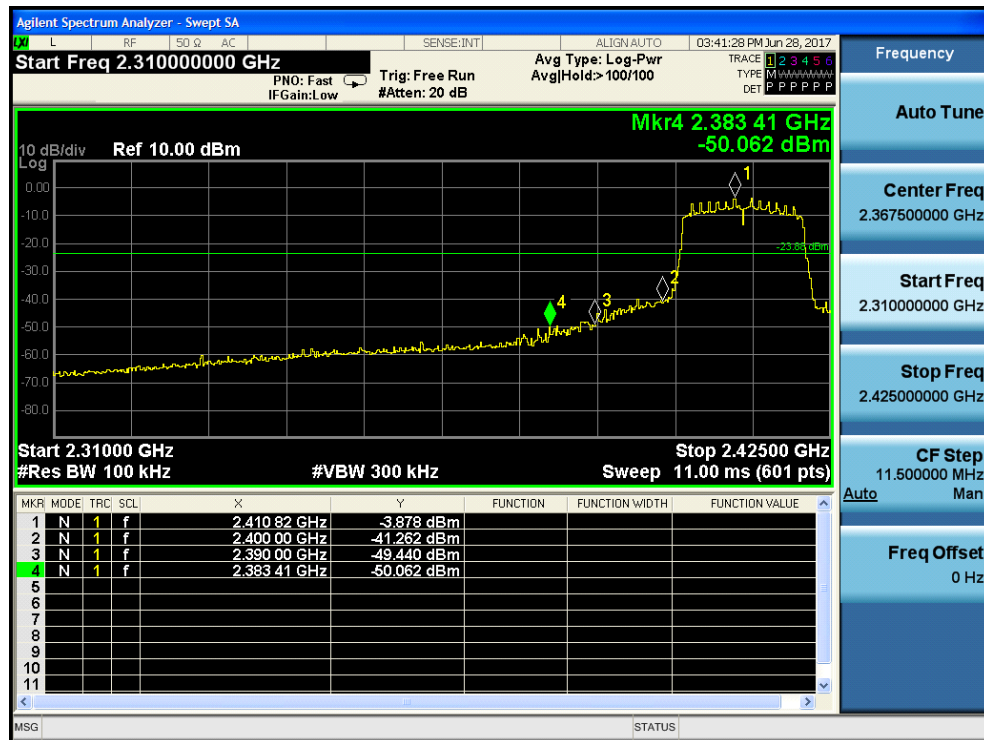 Agilent Spectrum Analyzer - Swept SA
LXI L RF 50 Ω AC SENSE:INT ALIGN AUTO 03:41:28 PM Jun 28, 2017
Start Freq 2.310000000 GHz
PNO: Fast
IFGain:Low
Trig: Free Run
#Atten: 20 dB
Avg Type: Log-Pwr
Avg|Hold:>100/100
TRACE 1 2 3 4 5 6
TYPE M
DET P P P P P P
Mkr4 2.383 41 GHz
-50.062 dBm
10 dB/div Ref 10.00 dBm
Log
0.00
-10.0
-20.0
-30.0
-40.0
-50.0
-60.0
-70.0
-80.0
1
2
3
4
-23.88 dBm
Start 2.31000 GHz Stop 2.42500 GHz
#Res BW 100 kHz #VBW 300 kHz Sweep 11.00 ms (601 pts)
MKR MODE TRC SCL X Y FUNCTION FUNCTION WIDTH FUNCTION VALUE
1 N 1 f 2.410 82 GHz -3.878 dBm
2 N 1 f 2.400 00 GHz -41.262 dBm
3 N 1 f 2.390 00 GHz -49.440 dBm
4 N 1 f 2.383 41 GHz -50.062 dBm
5
6
7
8
9
10
11
MSG STATUS
Frequency
Auto Tune
Center Freq
2.367500000 GHz
Start Freq
2.310000000 GHz
Stop Freq
2.425000000 GHz
CF Step
11.500000 MHz
Auto Man
Freq Offset
0 Hz